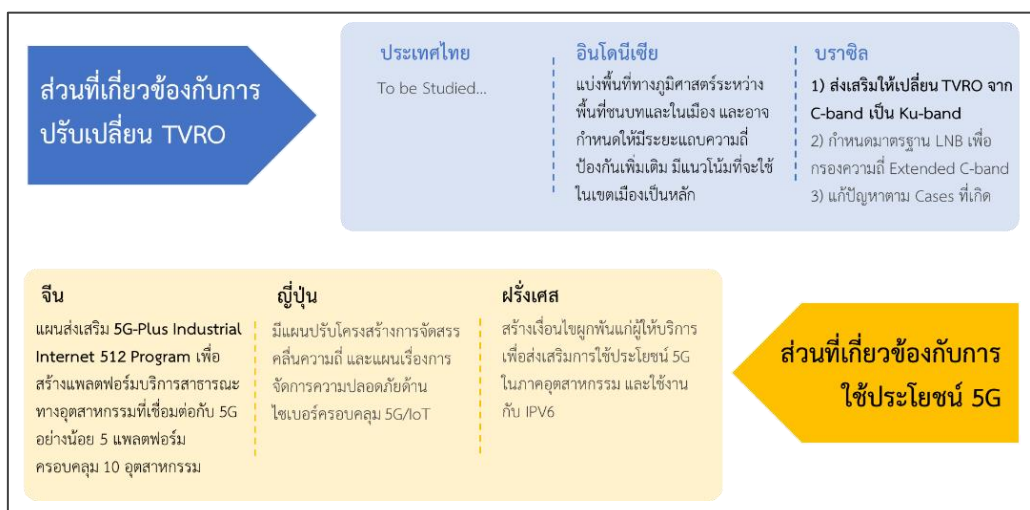 ส่วนที่เกี่ยวข้องกับการ
ปรับเปลี่ยน TVRO
ประเทศไทย
To be Studied...
อินโดนีเซีย
แบ่งพื้นที่ทางภูมิศาสตร์ระหว่าง
พื้นที่ชนบทและในเมือง และอาจ
กำหนดให้มีระยะแถบความถี่
ป้องกันเพิ่มเติม มีแนวโน้มที่จะใช้
ในเขตเมืองเป็นหลัก
บราซิล
1) ส่งเสริมให้เปลี่ยน TVRO จาก
C-band เป็น Ku-band
2) กำหนดมาตรฐาน LNB เพื่อ
กรองความถี่ Extended C-band
3) แก้ปัญหาตาม Cases ที่เกิด
จีน
แผนส่งเสริม 5G-Plus Industrial
Internet 512 Program เพื่อ
สร้างแพลตฟอร์มบริการสาธารณะ
ทางอุตสาหกรรมที่เชื่อมต่อกับ 5G
อย่างน้อย 5 แพลตฟอร์ม
ครอบคลุม 10 อุตสาหกรรม
ญี่ปุ่น
มีแผนปรับโครงสร้างการจัดสรร
คลื่นความถี่ และแผนเรื่องการ
จัดการความปลอดภัยด้าน
ไซเบอร์ครอบคลุม 5G/IoT
ฝรั่งเศส
สร้างเงื่อนไขผูกพันแก่ผู้ให้บริการ
เพื่อส่งเสริมการใช้ประโยชน์ 5G
ในภาคอุตสาหกรรม และใช้งาน
กับ IPV6
ส่วนที่เกี่ยวข้องกับการ
ใช้ประโยชน์ 5G